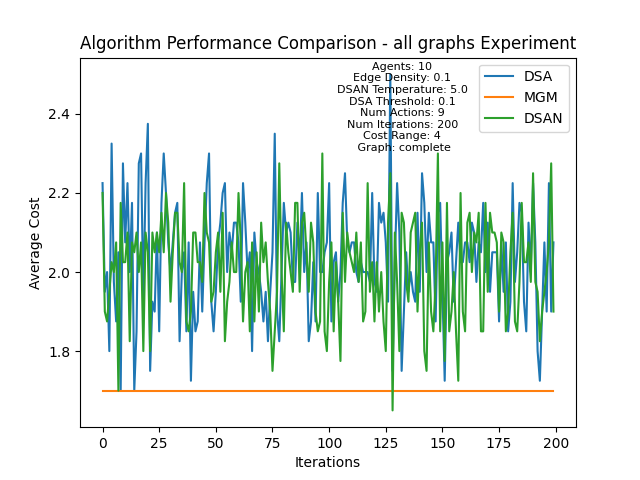 Algorithm Performance Comparison - all graphs Experiment
Agents: 10
Edge Density: 0.1
DSAN Temperature: 5.0
DSA Threshold: 0.1
Num Actions: 9
Num Iterations: 200
Cost Range: 4
Graph: complete
DSA
MGM
DSAN
Average Cost
2.4
2.2
2.0
1.8
0
25
50
75
100
125
150
175
200
Iterations